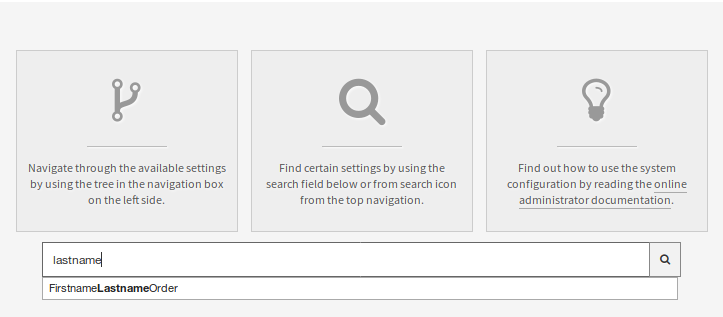 Navigate through the available settings
by using the tree in the navigation box
on the left side.
Find certain settings by using the
search field below or from search icon
from the top navigation.
Find out how to use the system
configuration by reading the online
administrator documentation.
lastname
FirstnameLastnameOrder